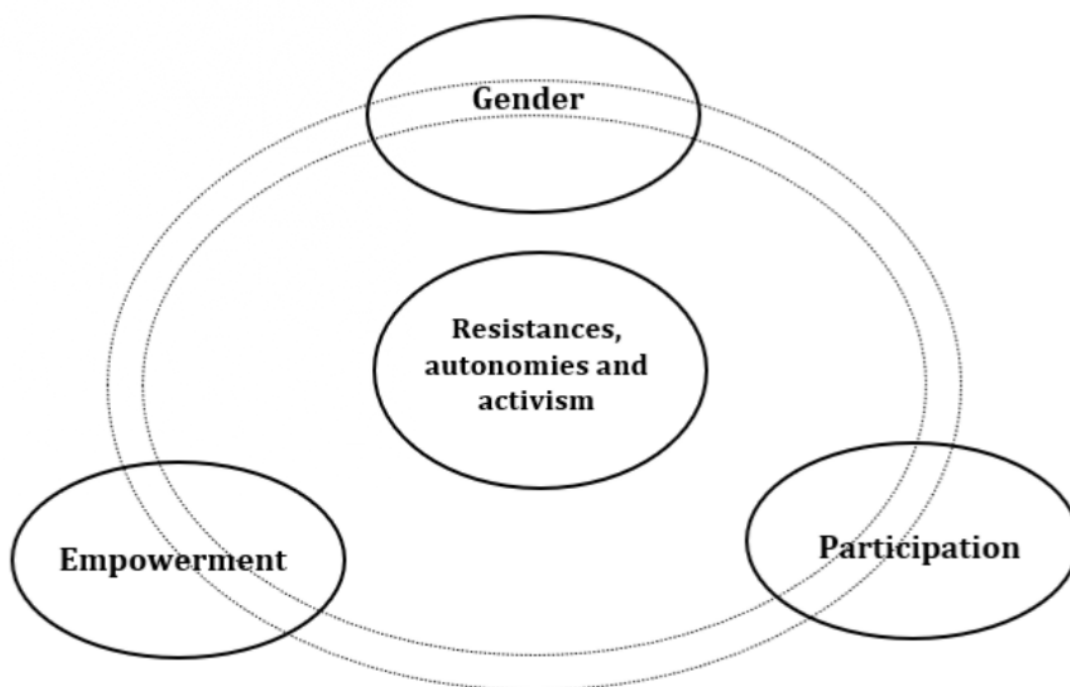 Gender
Resistances,
autonomies and
activism
Empowerment
Participation